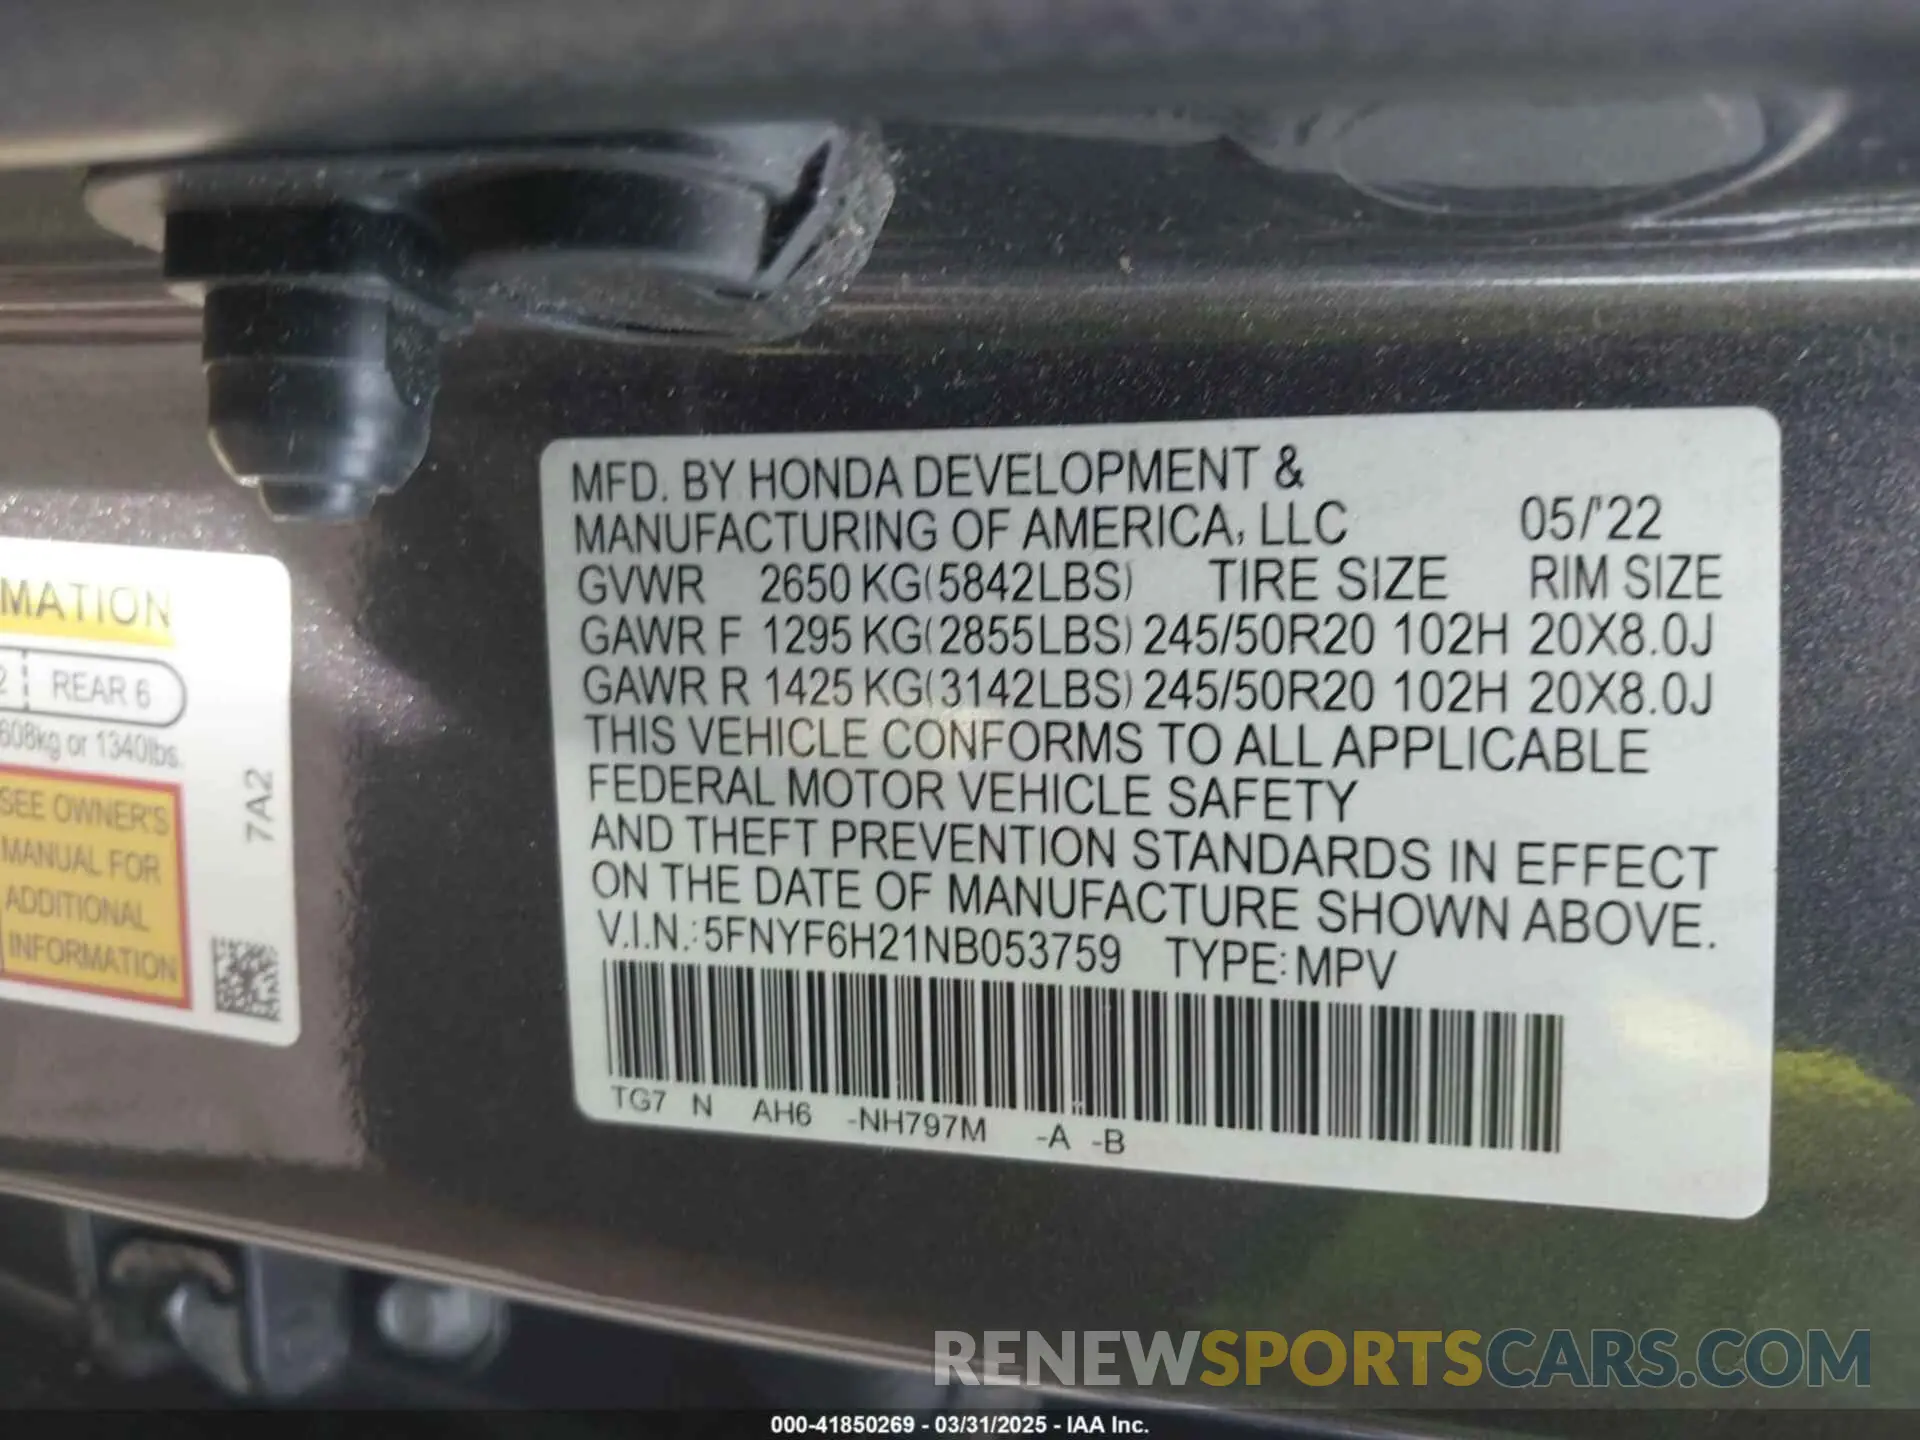 MATION
2 REAR 6
608kg or 1340lbs.
SEE OWNER'S
MANUAL FOR
ADDITIONAL
INFORMATION
7A2
MFD. BY HONDA DEVELOPMENT &
MANUFACTURING OF AMERICA, LLC 05/'22
GVWR 2650 KG(5842LBS) TIRE SIZE RIM SIZE
GAWR F 1295 KG(2855LBS) 245/50R20 102H 20X8.0J
GAWR R 1425 KG(3142LBS) 245/50R20 102H 20X8.0J
THIS VEHICLE CONFORMS TO ALL APPLICABLE
FEDERAL MOTOR VEHICLE SAFETY
AND THEFT PREVENTION STANDARDS IN EFFECT
ON THE DATE OF MANUFACTURE SHOWN ABOVE.
V.I.N.: 5FNYF6H21NB053759 TYPE: MPV
TG7 N AH6 -NH797M -A -B
RENEWSPORTSCARS.COM
000-41850269 - 03/31/2025 - IAA Inc.